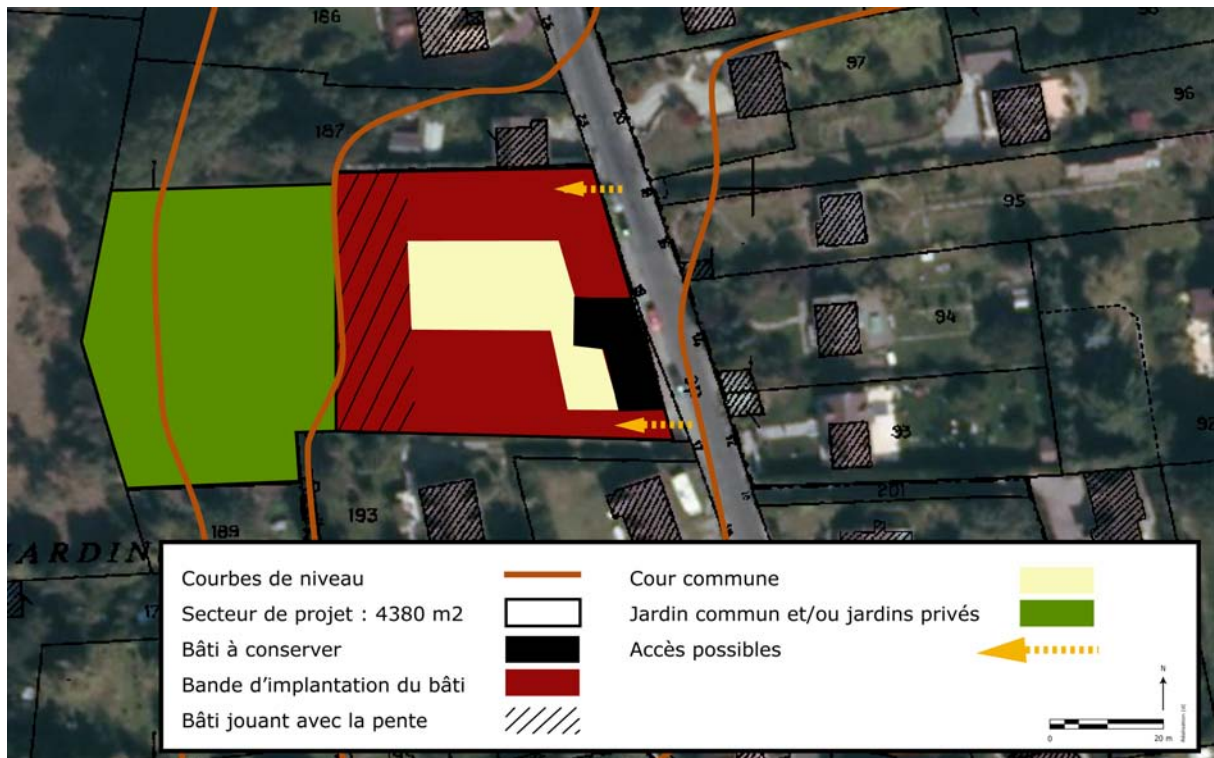 186
97
96
187
95
94
93
92
201
193
189
JARDIN
Courbes de niveau
Secteur de projet : 4380 m2
Bâti à conserver
Bande d'implantation du bâti
Bâti jouant avec la pente
Cour commune
Jardin commun et/ou jardins privés
Accès possibles
N
0 20 m